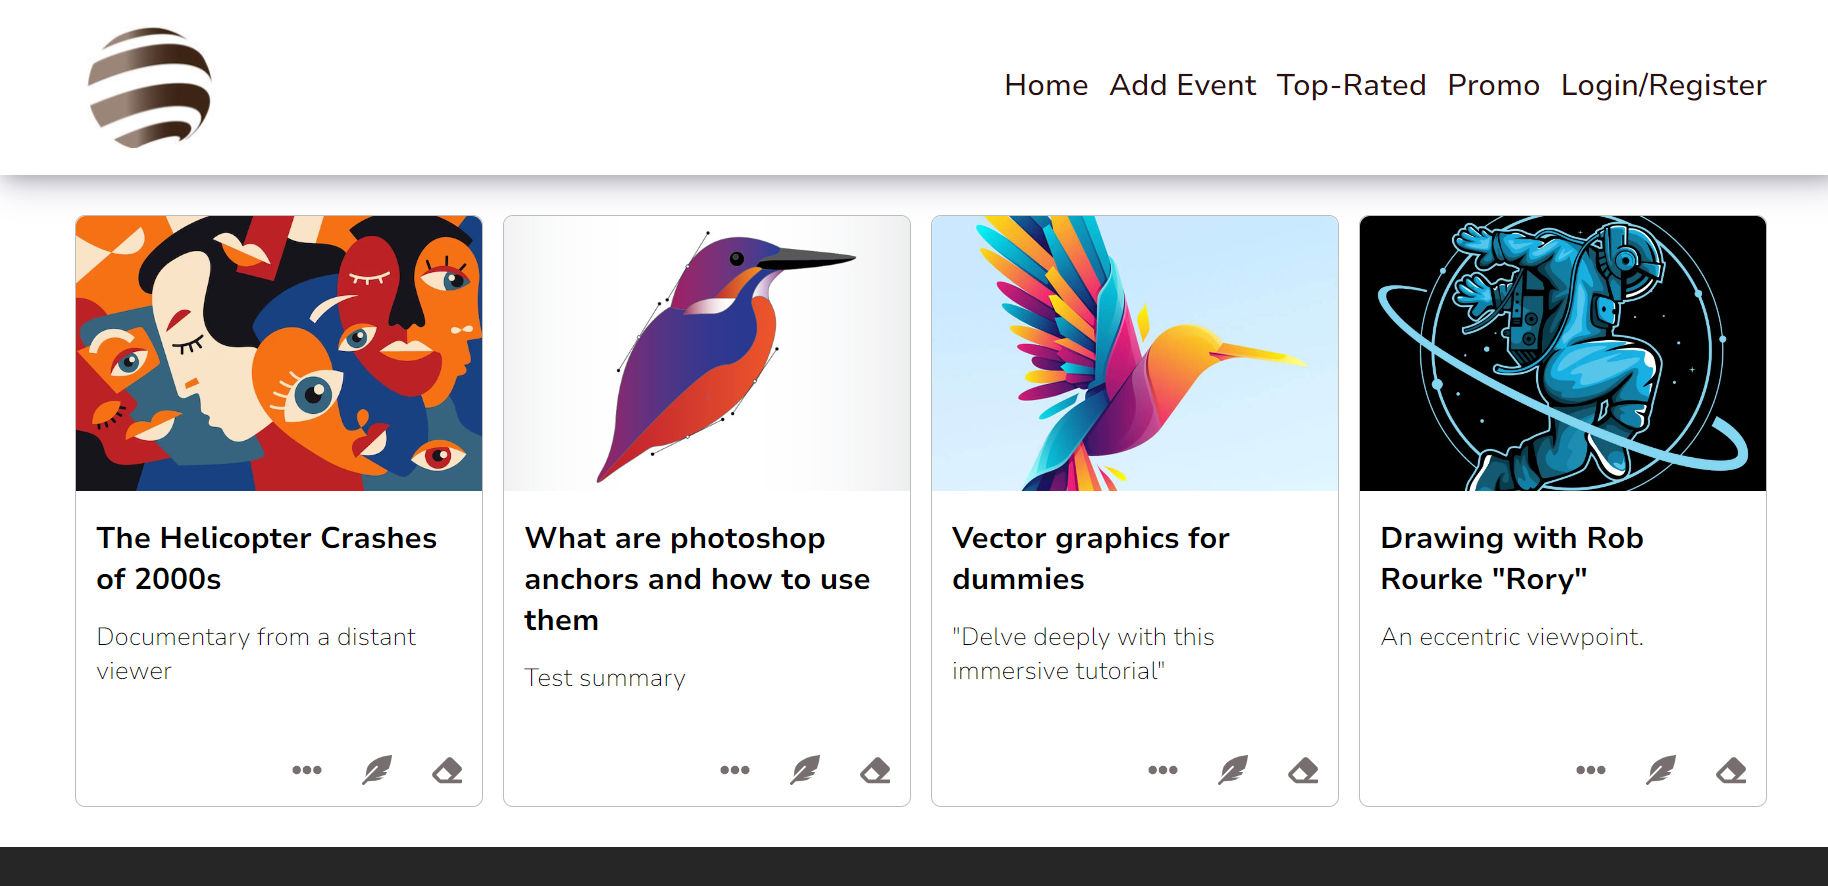 Home Add Event Top-Rated Promo Login/Register
The Helicopter Crashes
of 2000s
Documentary from a distant
viewer
What are photoshop
anchors and how to use
them
Test summary
Vector graphics for
dummies
"Delve deeply with this
immersive tutorial"
Drawing with Rob
Rourke "Rory"
An eccentric viewpoint.